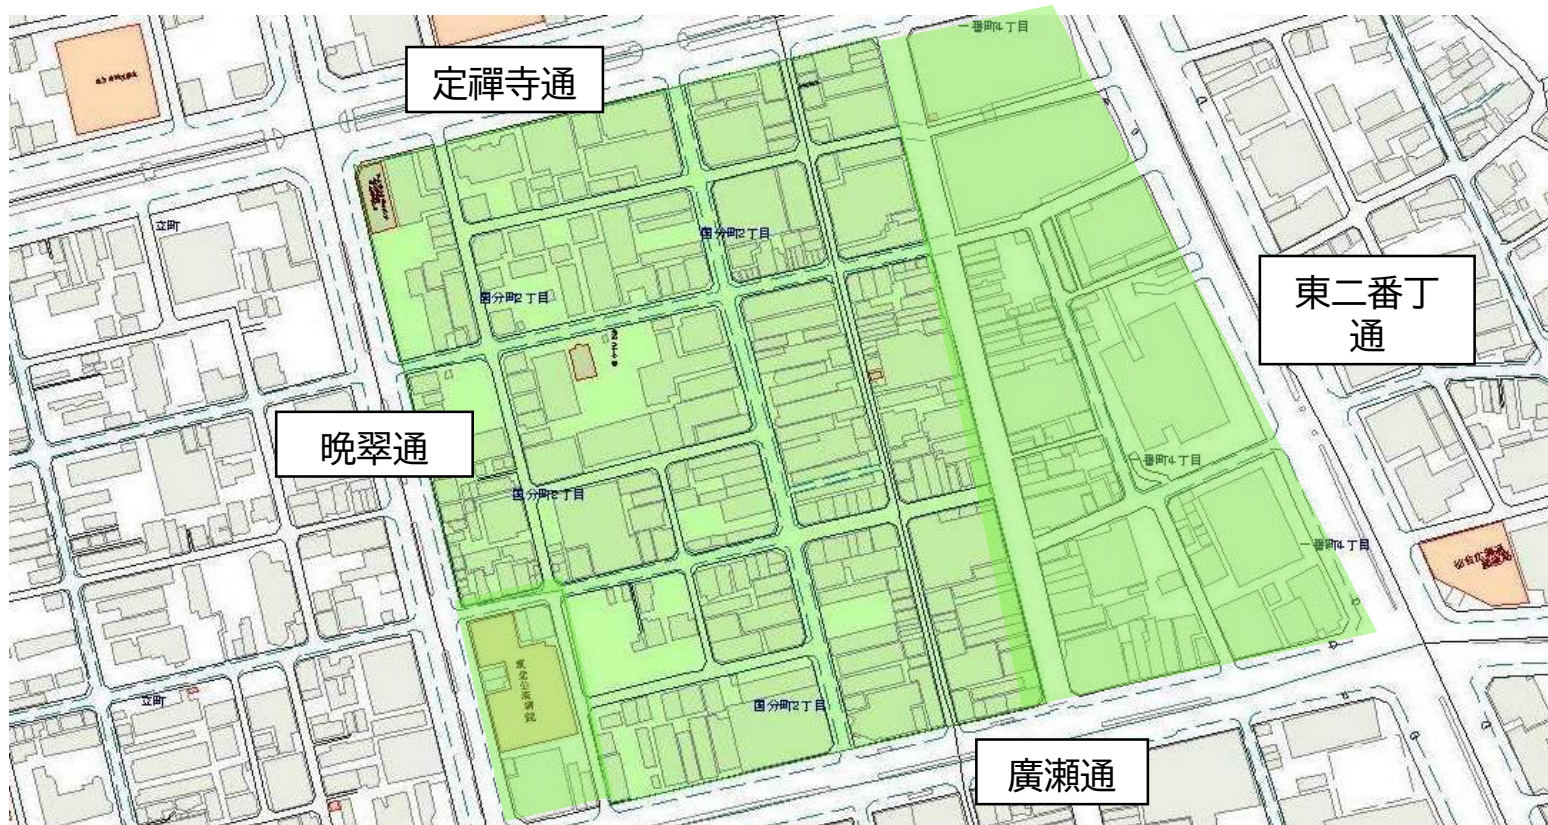 一番町4丁目
定禪寺通
立町
国分町2丁目
国分町2丁目
東二番丁
通
晩翠通
一番町4丁目
国分町2丁目
一番町4丁目
立町
国分町2丁目
廣瀬通